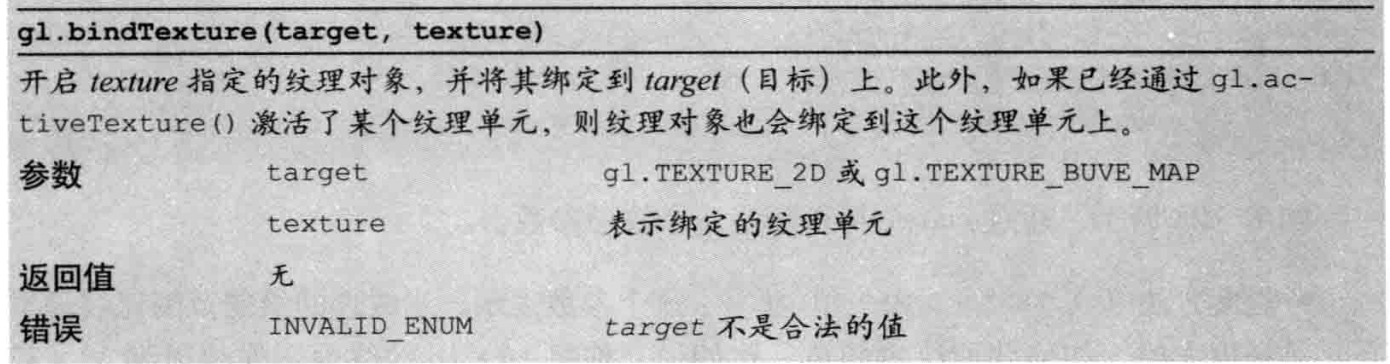 gl.bindTexture(target, texture)
开启 texture 指定的纹理对象，并将其绑定到 target（目标）上。此外，如果已经通过 gl.ac-
tiveTexture() 激活了某个纹理单元，则纹理对象也会绑定到这个纹理单元上。
参数 target gl.TEXTURE_2D 或 gl.TEXTURE_BUVE_MAP
texture 表示绑定的纹理单元
返回值 无
错误 INVALID_ENUM target 不是合法的值